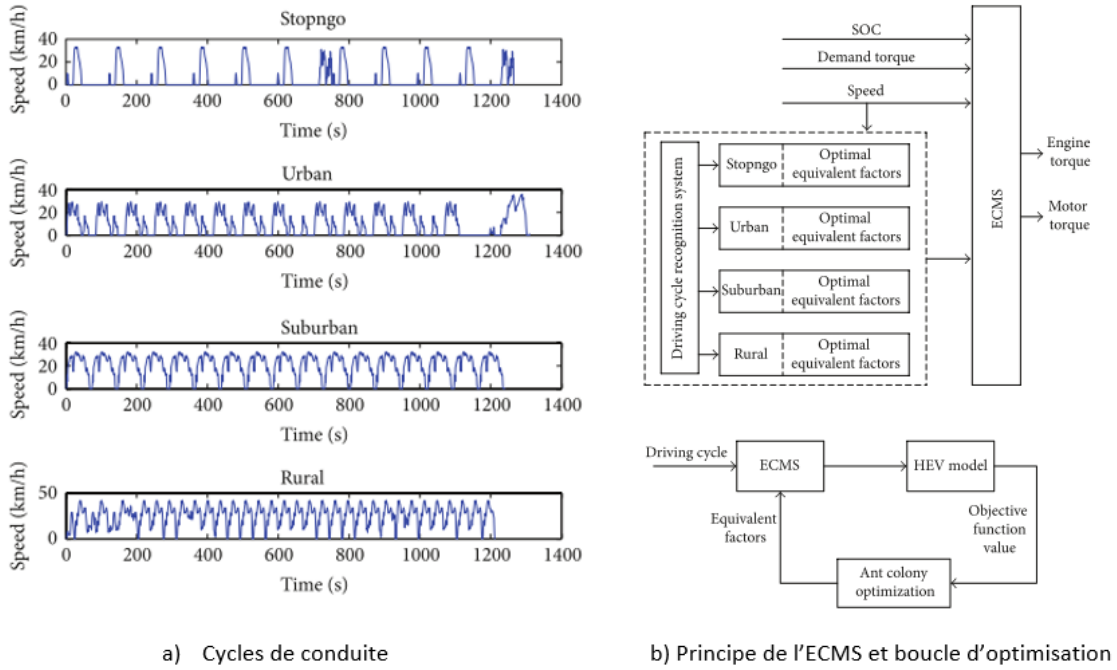 Stopngo
Speed (km/h)
40
20
0
0 200 400 600 800 1000 1200 1400
Time (s)
Urban
Speed (km/h)
40
20
0
0 200 400 600 800 1000 1200 1400
Time (s)
Suburban
Speed (km/h)
40
20
0
0 200 400 600 800 1000 1200 1400
Time (s)
Rural
Speed (km/h)
50
0
0 200 400 600 800 1000 1200 1400
Time (s)
a) Cycles de conduite
SOC
Demand torque
Speed
Driving cycle recognition system
Stopngo
Optimal
equivalent factors
Urban
Optimal
equivalent factors
Suburban
Optimal
equivalent factors
Rural
Optimal
equivalent factors
ECMS
Engine
torque
Motor
torque
Driving cycle
ECMS
HEV model
Equivalent
factors
Objective
function
value
Ant colony
optimization
b) Principe de l'ECMS et boucle d'optimisation